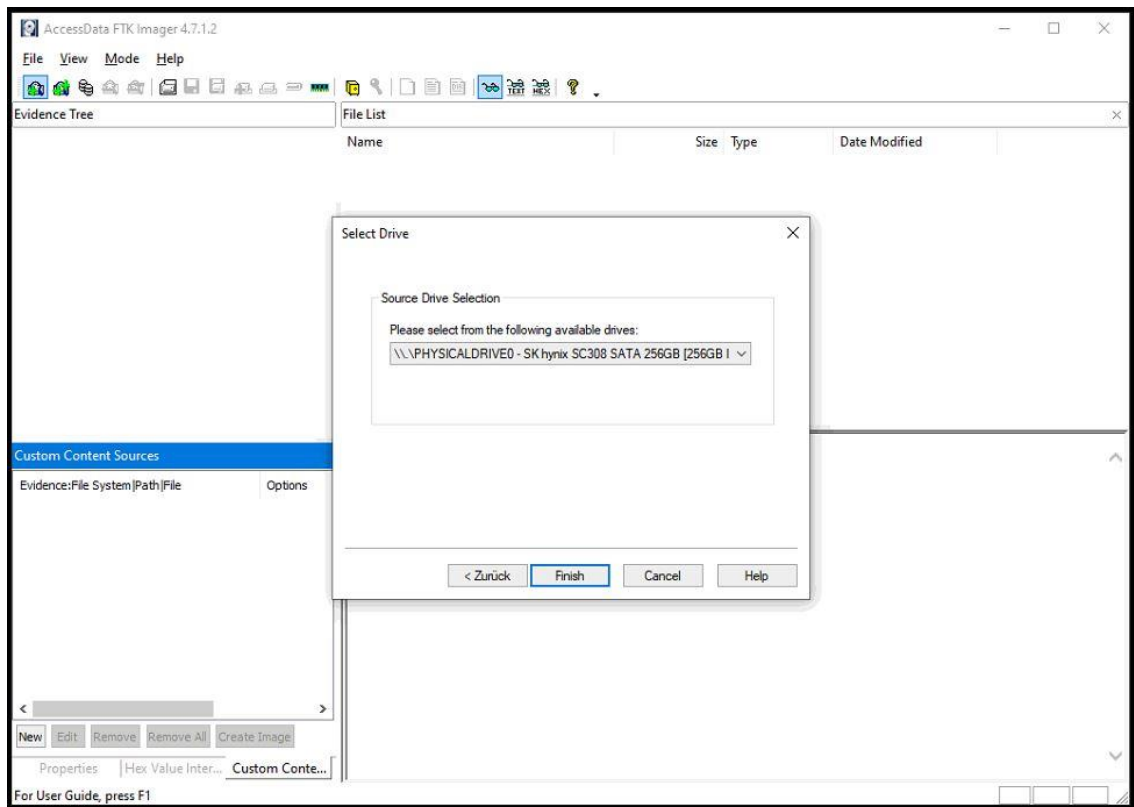 AccessData FTK Imager 4.7.1.2
File View Mode Help
TEXT HEX
Evidence Tree
File List
Name Size Type Date Modified
Select Drive
Source Drive Selection
Please select from the following available drives:
\\.\PHYSICALDRIVE0 - SK hynix SC308 SATA 256GB [256GB I
Custom Content Sources
Evidence:File System|Path|File Options
< Zurück Finish Cancel Help
New Edit Remove Remove All Create Image
Properties Hex Value Inter... Custom Conte...
For User Guide, press F1